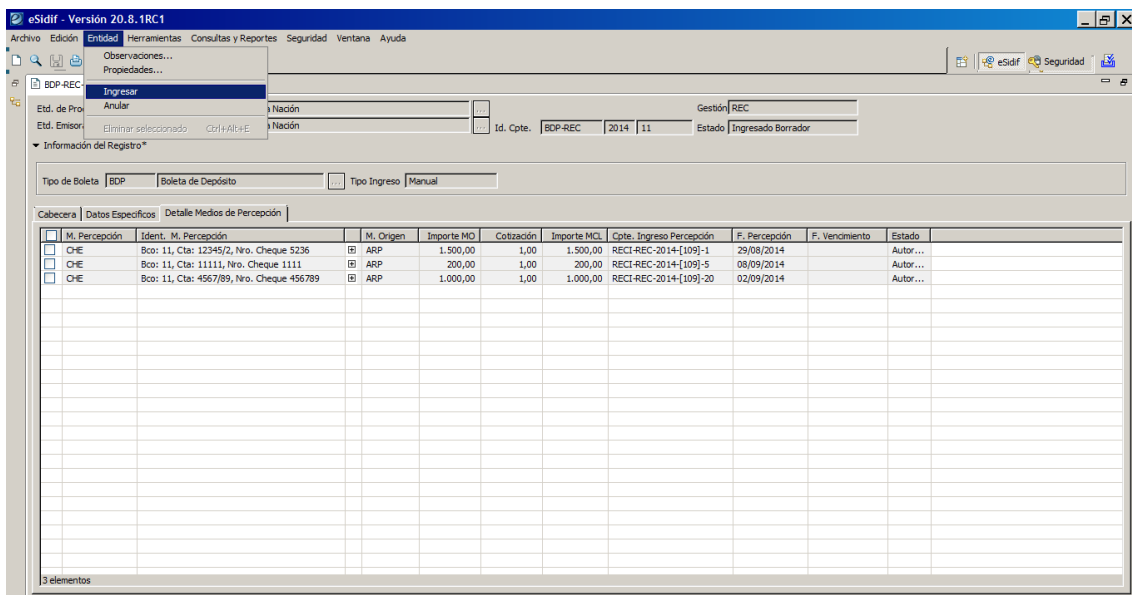 eSidif - Versión 20.8.1RC1
Archivo Edición Entidad Herramientas Consultas y Reportes Seguridad Ventana Ayuda
Observaciones...
Propiedades...
Ingresar
Anular
Eliminar seleccionado Ctrl+Alt+E
eSidif Seguridad
BDP-REC-
Etd. de Pro a Nación ... Gestión REC
Etd. Emisor a Nación ... Id. Cpte. BDP-REC 2014 11 Estado Ingresado Borrador
Información del Registro*
Tipo de Boleta BDP Boleta de Depósito ... Tipo Ingreso Manual
Cabecera Datos Especificos Detalle Medios de Percepción
M. Percepción Ident. M. Percepción M. Origen Importe MO Cotización Importe MCL Cpte. Ingreso Percepción F. Percepción F. Vencimiento Estado
CHE Bco: 11, Cta: 12345/2, Nro. Cheque 5236 ARP 1.500,00 1,00 1.500,00 RECI-REC-2014-[109]-1 29/08/2014 Autor...
CHE Bco: 11, Cta: 11111, Nro. Cheque 1111 ARP 200,00 1,00 200,00 RECI-REC-2014-[109]-5 08/09/2014 Autor...
CHE Bco: 11, Cta: 4567/89, Nro. Cheque 456789 ARP 1.000,00 1,00 1.000,00 RECI-REC-2014-[109]-20 02/09/2014 Autor...
3 elementos